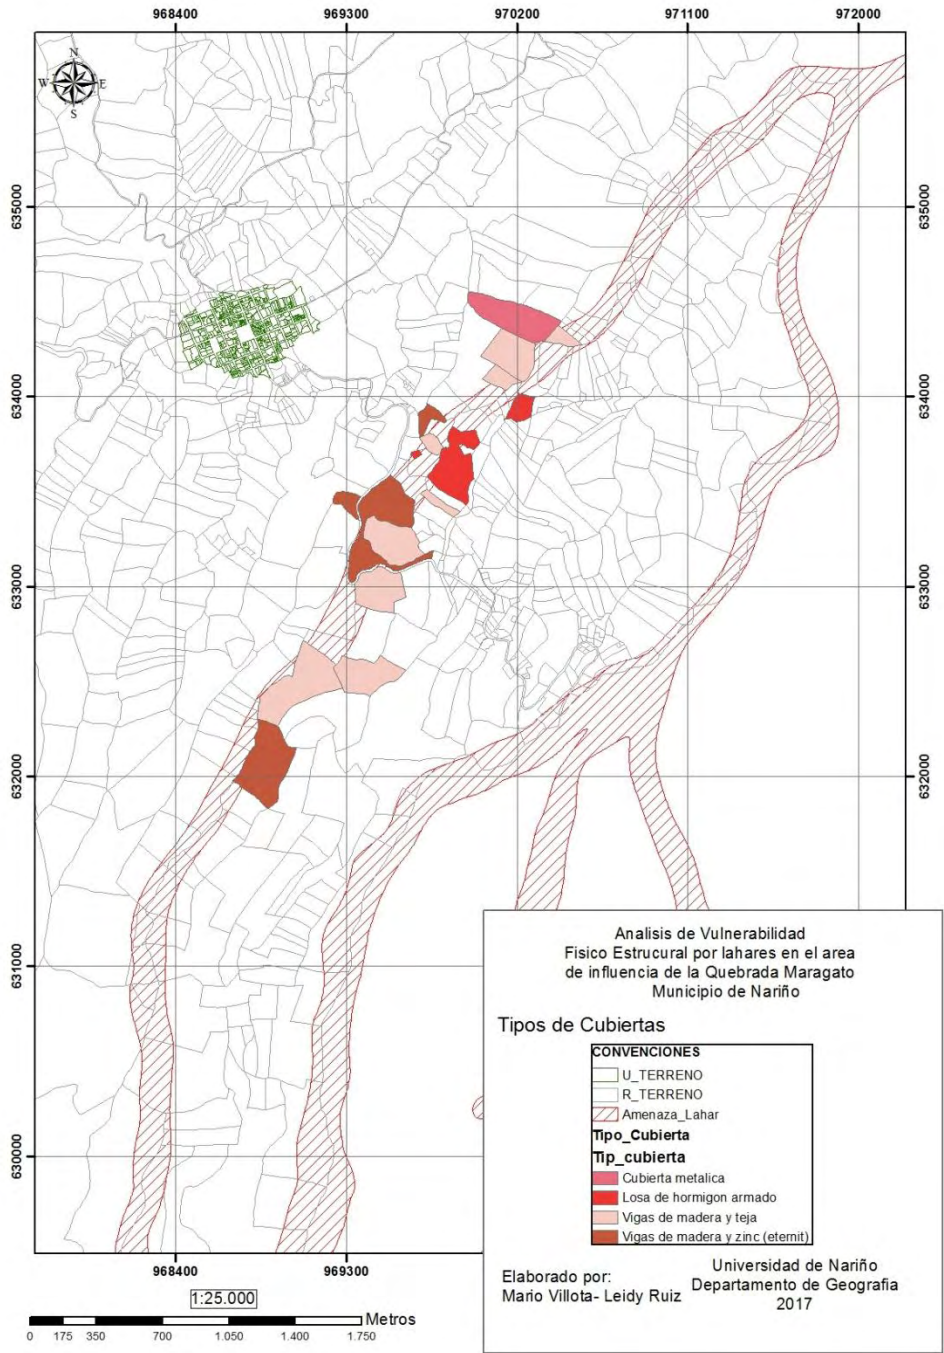 968400 969300 970200 971100 972000
N
W E
S
635000 635000
634000 634000
633000 633000
632000 632000
631000
630000
968400 969300
Analisis de Vulnerabilidad
Fisico Estrucural por lahares en el area
de influencia de la Quebrada Maragato
Municipio de Nariño
Tipos de Cubiertas
CONVENCIONES
U_TERRENO
R_TERRENO
Amenaza_Lahar
Tipo_Cubierta
Tip_cubierta
Cubierta metalica
Losa de hormigon armado
Vigas de madera y teja
Vigas de madera y zinc (eternit)
Elaborado por:
Mario Villota- Leidy Ruiz
Universidad de Nariño
Departamento de Geografia
2017
1:25.000
Metros
0 175 350 700 1.050 1.400 1.750